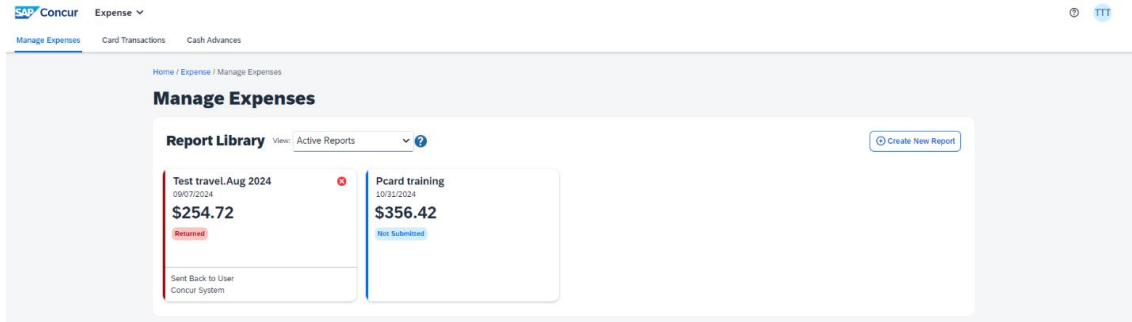 SAP Concur Expense
TTT
Manage Expenses Card Transactions Cash Advances
Home / Expense / Manage Expenses
Manage Expenses
Report Library View: Active Reports
Create New Report
Test travel.Aug 2024
09/07/2024
$254.72
Returned
Sent Back to User
Concur System
Pcard training
10/31/2024
$356.42
Not Submitted